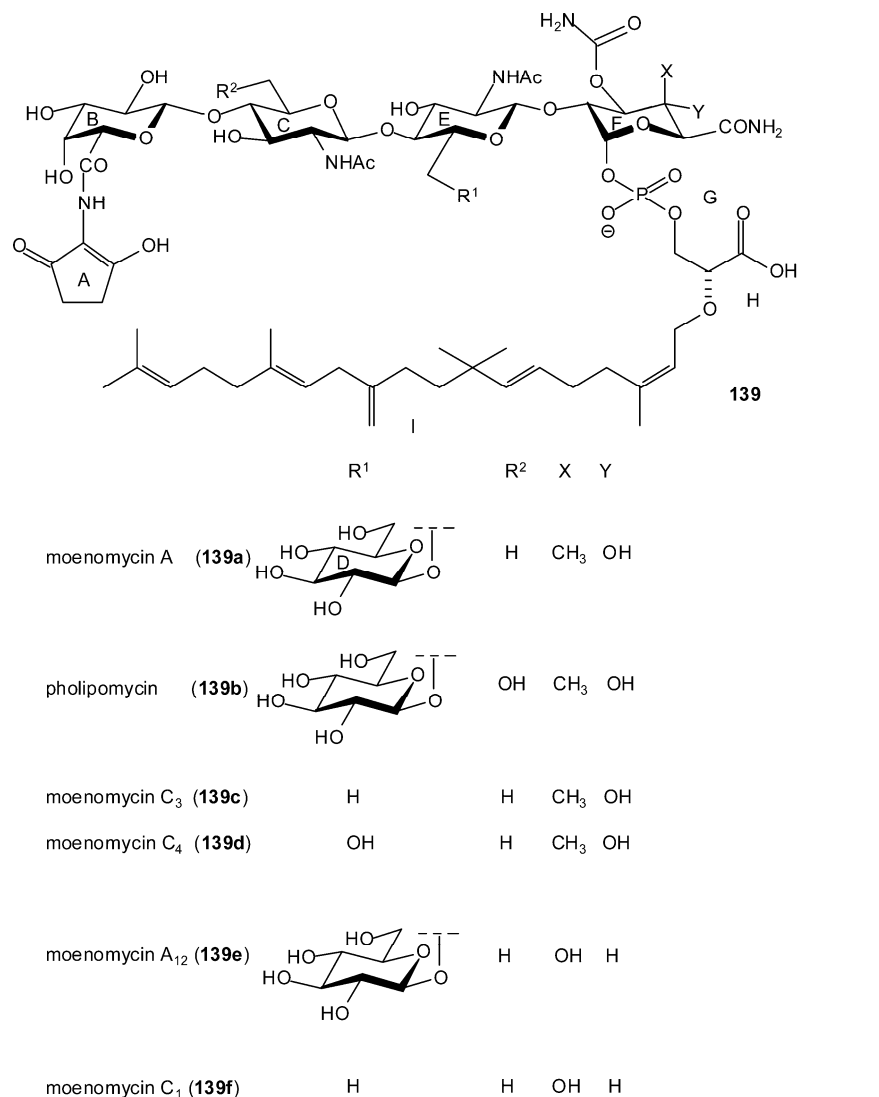 H₂N O
O X
OH NHAc Y
R² HO O
HO B O O C O E O F O CONH₂
HO NHAc O
HO CO R¹ O P O G
NH ⊖O O O
O OH OH
A H
O
139
I
R¹ R² X Y
HO
HO O
moenomycin A (139a) HO D O H CH₃ OH
HO
HO
HO O
pholipomycin (139b) HO O OH CH₃ OH
HO
moenomycin C₃ (139c) H H CH₃ OH
moenomycin C₄ (139d) OH H CH₃ OH
HO
HO O
moenomycin A₁₂ (139e) HO O H OH H
HO
moenomycin C₁ (139f) H H OH H